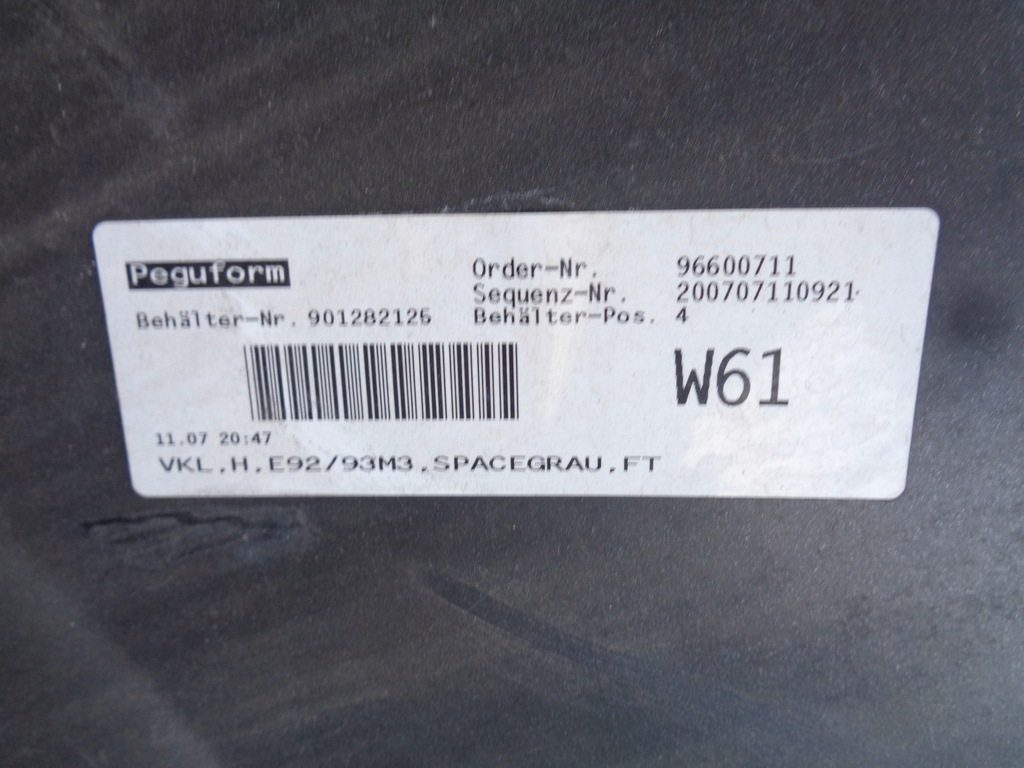 Peguform
Order-Nr. 96600711
Sequenz-Nr. 200707110921
Behälter-Nr. 901282125 Behälter-Pos. 4
W61
11.07 20:47
VKL,H,E92/93M3,SPACEGRAU,FT